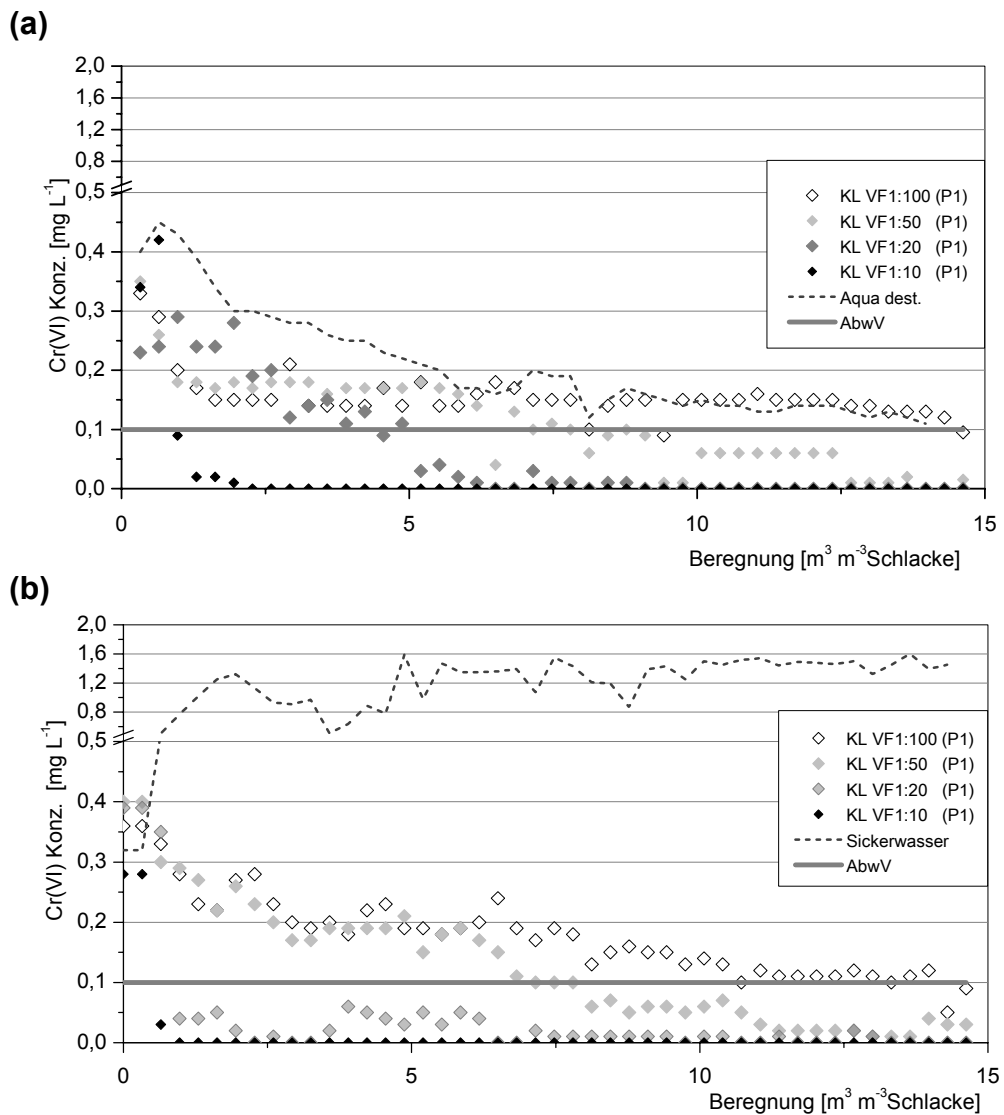 (a)
2,0
1,6
1,2
0,8
0,5
0,4
0,3
0,2
0,1
0,0
Cr(VI) Konz. [mg L⁻¹]
0
5
10
15
Beregnung [m³ m⁻³Schlacke]
KL VF1:100 (P1)
KL VF1:50 (P1)
KL VF1:20 (P1)
KL VF1:10 (P1)
Aqua dest.
AbwV
(b)
2,0
1,6
1,2
0,8
0,5
0,4
0,3
0,2
0,1
0,0
Cr(VI) Konz. [mg L⁻¹]
0
5
10
15
Beregnung [m³ m⁻³Schlacke]
KL VF1:100 (P1)
KL VF1:50 (P1)
KL VF1:20 (P1)
KL VF1:10 (P1)
Sickerwasser
AbwV